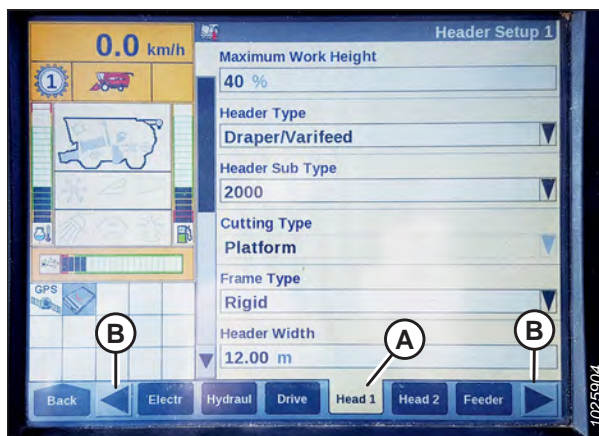 0.0 km/h
Header Setup 1
1
Maximum Work Height
40 %
Header Type
Draper/Varifeed
Header Sub Type
2000
Cutting Type
Platform
Frame Type
Rigid
GPS
Header Width
12.00 m
B
A
B
Back
Electr
Hydraul
Drive
Head 1
Head 2
Feeder
1025904